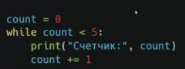 count = 0
while count < 5:
    print("Счетчик:", count)
    count += 1